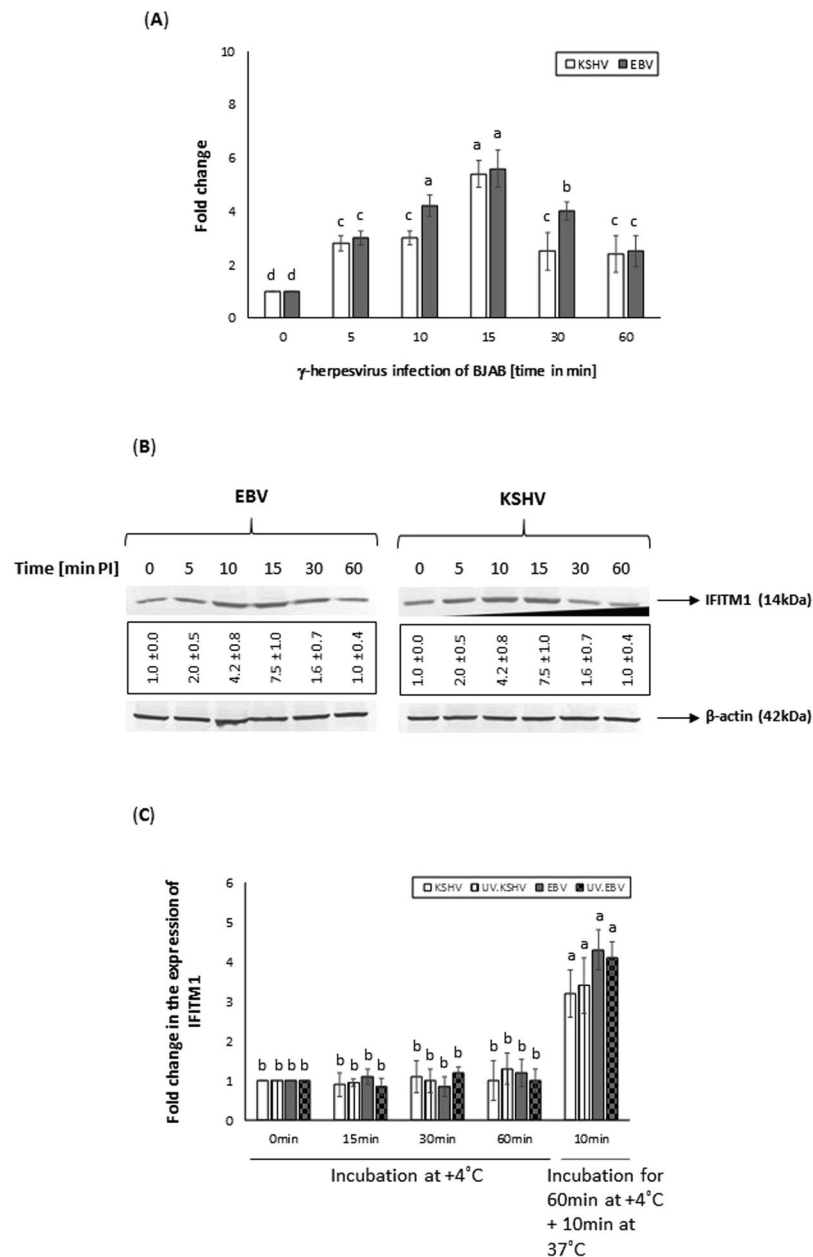 (A)
10
8
6
4
2
0
Fold change
KSHV EBV
d d c c c a a a c b c c
0 5 10 15 30 60
γ-herpesvirus infection of BJAB [time in min]
(B)
EBV KSHV
Time [min PI] 0 5 10 15 30 60 0 5 10 15 30 60
IFITM1 (14kDa)
1.0 ±0.0 2.0 ±0.5 4.2 ±0.8 7.5 ±1.0 1.6 ±0.7 1.0 ±0.4 1.0 ±0.0 2.0 ±0.5 4.2 ±0.8 7.5 ±1.0 1.6 ±0.7 1.0 ±0.4
β-actin (42kDa)
(C)
6
5
4
3
2
1
0
Fold change in the expression of
IFITM1
KSHV UV.KSHV EBV UV.EBV
b b b b b b b b b b b b b b b b a a a a
0min 15min 30min 60min 10min
Incubation at +4˚C
Incubation for
60min at +4˚C
+ 10min at
37˚C